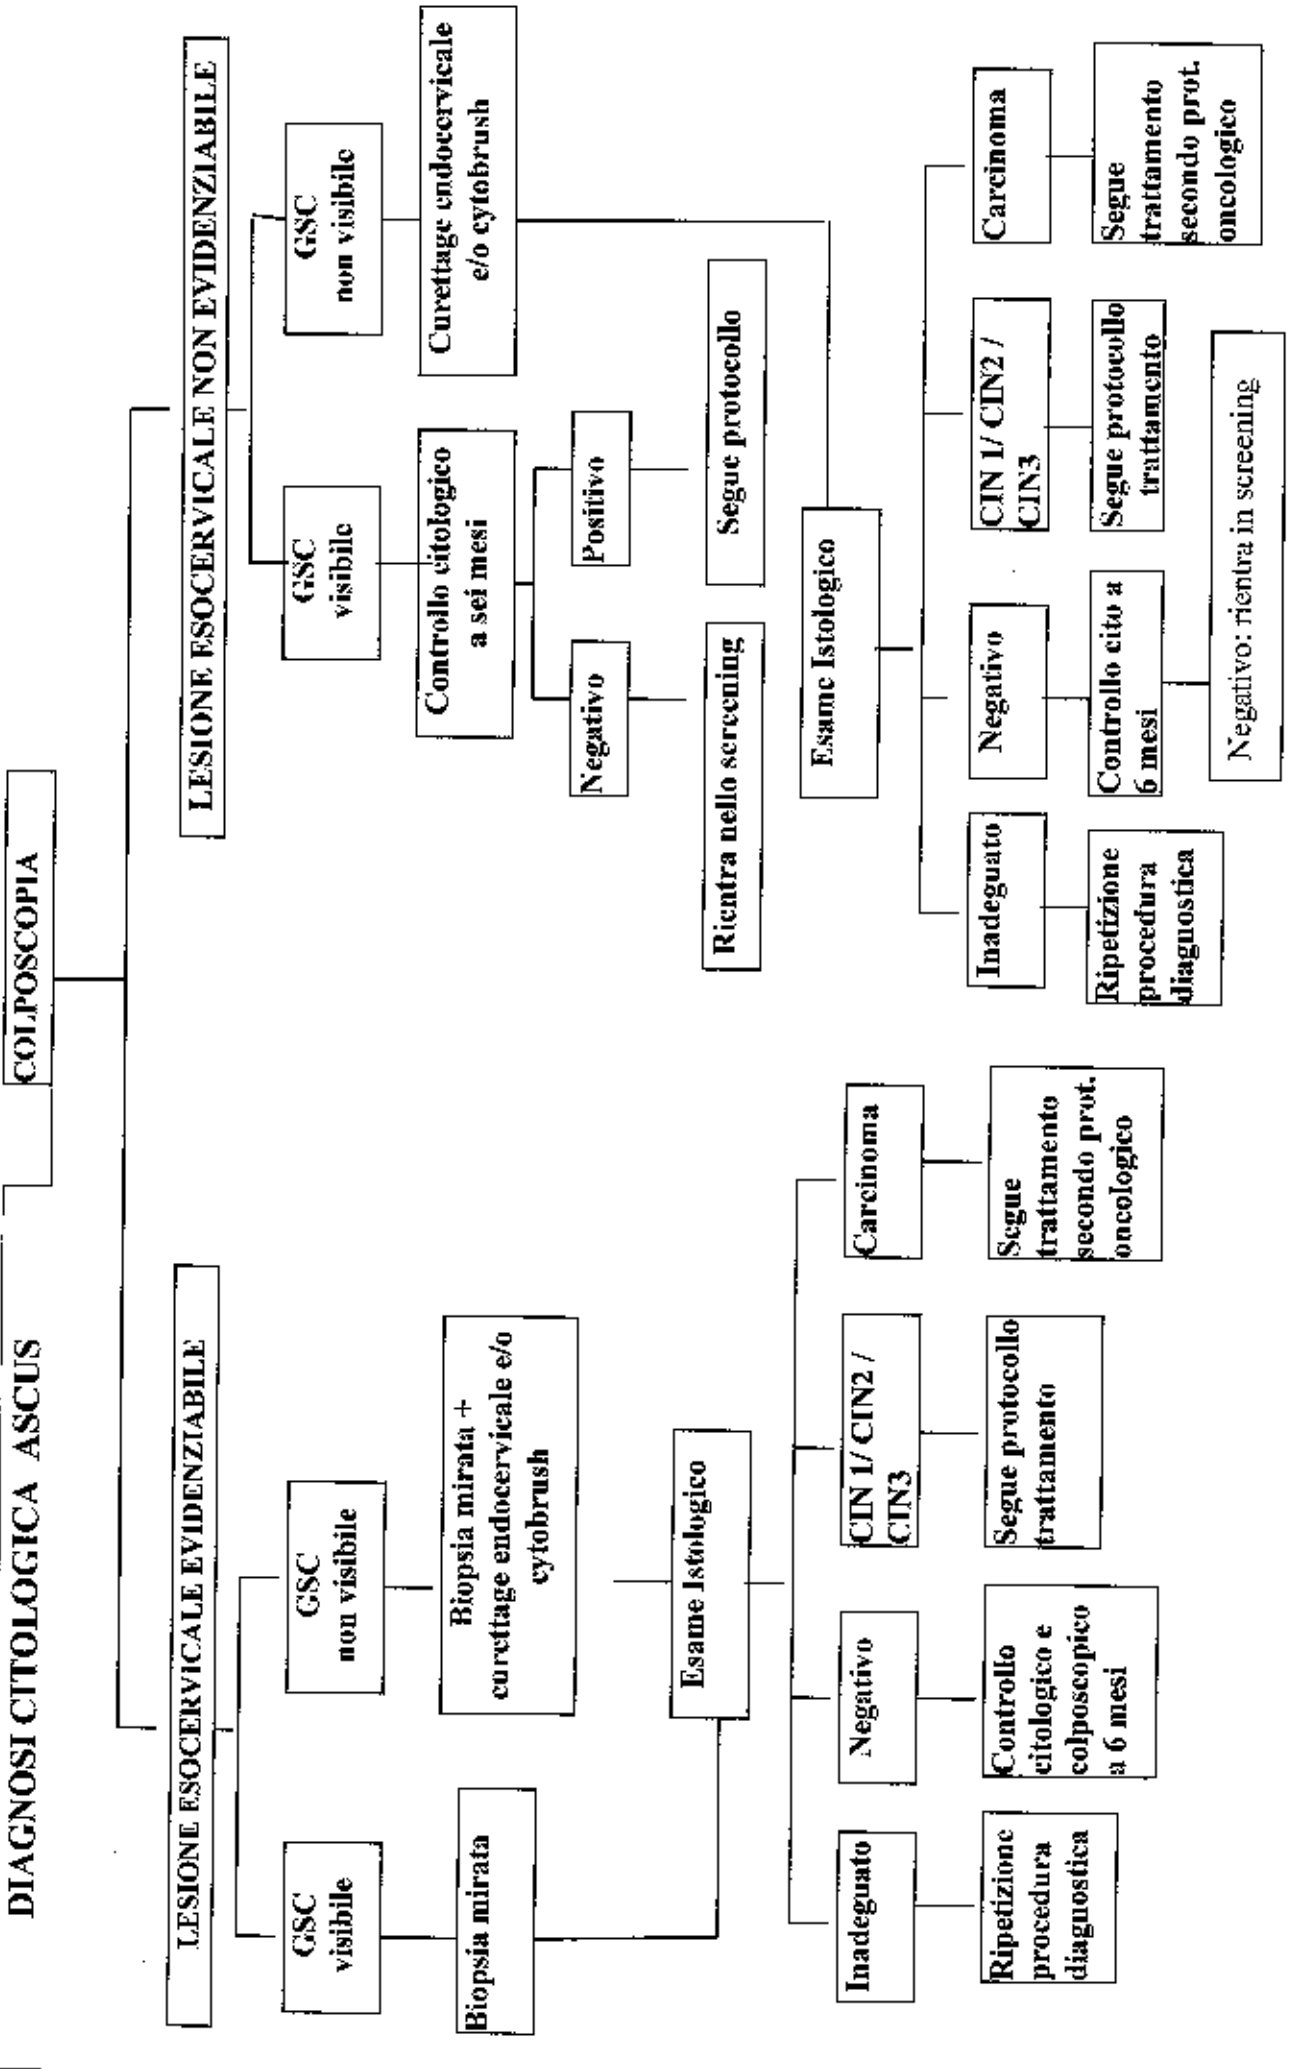 DIAGNOSI CITOLOGICA ASCUS
COLPOSCOPIA
LESIONE ESOCERVICALE EVIDENZIABILE
GSC
visibile
GSC
non visibile
Biopsia mirata
Biopsia mirata +
curettage endocervicale e/o
cytobrush
Esame Istologico
Inadeguato
Negativo
CIN 1/ CIN2 /
CIN3
Carcinoma
Ripetizione
procedura
diagnostica
Controllo
citologico e
colposcopico
a 6 mesi
Segue protocollo
trattamento
Segue
trattamento
secondo prot.
oncologico
LESIONE ESOCERVICALE NON EVIDENZIABILE
GSC
visibile
GSC
non visibile
Controllo citologico
a sei mesi
Curettage endocervicale
e/o cytobrush
Negativo
Positivo
Rientra nello screening
Segue protocollo
Esame Istologico
Inadeguato
Negativo
CIN 1/ CIN2 /
CIN3
Carcinoma
Ripetizione
procedura
diagnostica
Controllo cito a
6 mesi
Segue protocollo
trattamento
Segue
trattamento
secondo prot.
oncologico
Negativo: rientra in screening